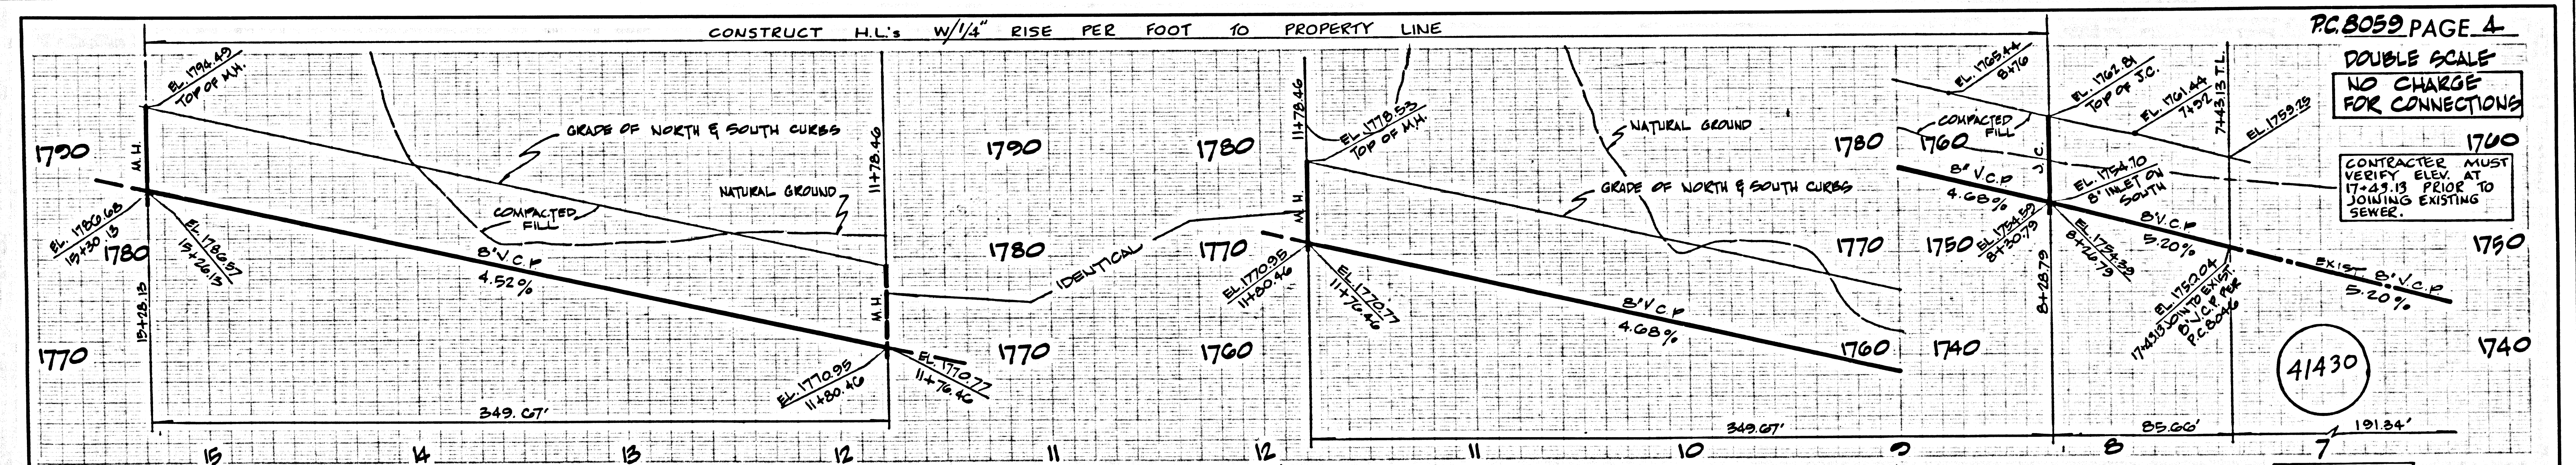 CONSTRUCT H.L.'s W/1/4" RISE PER FOOT TO PROPERTY LINE
P.C. 8059 PAGE 4
DOUBLE SCALE
NO CHARGE
FOR CONNECTIONS
CONTRACTER MUST
VERIFY ELEV. AT
17+43.13 PRIOR TO
JOINING EXISTING
SEWER.
EL. 1794.49
TOP OF M.H.
1790
M.H.
GRADE OF NORTH & SOUTH CURBS
NATURAL GROUND
COMPACTED
FILL
11+78.46
EL. 1786.68
15+30.13
1780
EL. 1786.57
15+26.13
8" V.C.P
4.52%
15+28.13
1770
M.H.
EL. 1770.95
11+80.46
EL. 1770.77
11+76.46
349.67'
1790
1780
1770
IDENTICAL
1780
1770
1760
11+78.46
EL. 1778.53
TOP OF M.H.
M.H.
EL. 1770.95
11+80.46
EL. 1770.77
11+76.46
NATURAL GROUND
GRADE OF NORTH & SOUTH CURBS
8" V.C.P
4.68%
349.67'
1780
1770
1760
1760
1750
1740
EL. 1765.44
8+76
EL. 1762.81
TOP OF J.C.
EL. 1761.44
7+92
7+43.13 T.L.
EL. 1759.25
COMPACTED
FILL
J.C.
8" V.C.P
4.68%
EL. 1754.70
8" INLET ON
SOUTH
EL. 1754.59
8+30.79
EL. 1754.39
8+26.79
8+28.79
8" V.C.P
5.20%
EL. 1750.04
17+43.13 JOIN TO EXIST.
8" V.C.P. PER
P.C. 8046
EXIST. 8" V.C.P.
5.20%
1760
1750
1740
41430
85.66'
191.34'
15 14 13 12 11 12 11 10 9 8 7